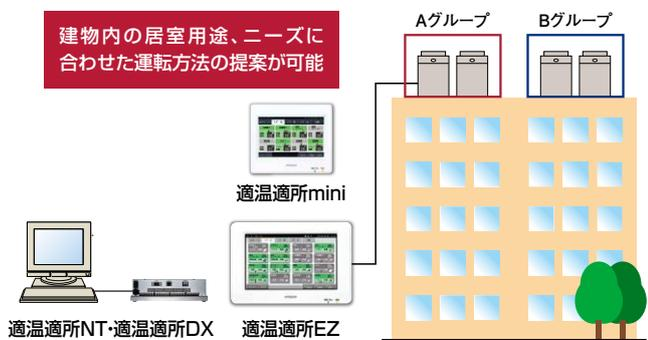 建物内の居室用途、ニーズに
合わせた運転方法の提案が可能
Aグループ
Bグループ
適温適所mini
適温適所NT・適温適所DX
適温適所EZ